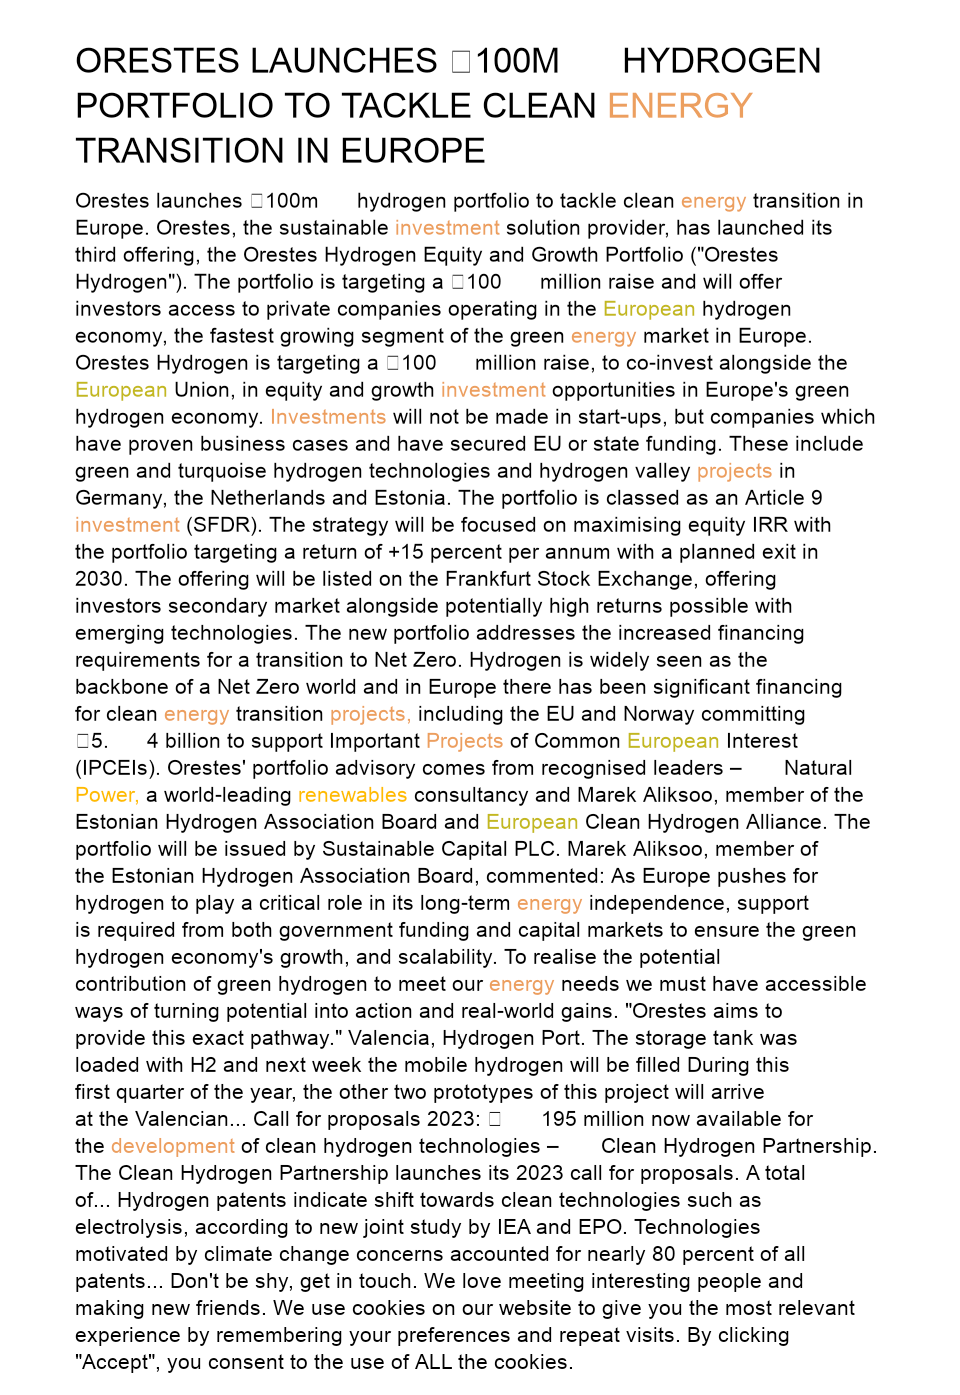 ORESTES LAUNCHES □100M HYDROGEN
PORTFOLIO TO TACKLE CLEAN ENERGY
TRANSITION IN EUROPE
Orestes launches □100m hydrogen portfolio to tackle clean energy transition in
Europe. Orestes, the sustainable investment solution provider, has launched its
third offering, the Orestes Hydrogen Equity and Growth Portfolio ("Orestes
Hydrogen"). The portfolio is targeting a □100 million raise and will offer
investors access to private companies operating in the European hydrogen
economy, the fastest growing segment of the green energy market in Europe.
Orestes Hydrogen is targeting a □100 million raise, to co-invest alongside the
European Union, in equity and growth investment opportunities in Europe's green
hydrogen economy. Investments will not be made in start-ups, but companies which
have proven business cases and have secured EU or state funding. These include
green and turquoise hydrogen technologies and hydrogen valley projects in
Germany, the Netherlands and Estonia. The portfolio is classed as an Article 9
investment (SFDR). The strategy will be focused on maximising equity IRR with
the portfolio targeting a return of +15 percent per annum with a planned exit in
2030. The offering will be listed on the Frankfurt Stock Exchange, offering
investors secondary market alongside potentially high returns possible with
emerging technologies. The new portfolio addresses the increased financing
requirements for a transition to Net Zero. Hydrogen is widely seen as the
backbone of a Net Zero world and in Europe there has been significant financing
for clean energy transition projects, including the EU and Norway committing
□5. 4 billion to support Important Projects of Common European Interest
(IPCEIs). Orestes' portfolio advisory comes from recognised leaders – Natural
Power, a world-leading renewables consultancy and Marek Aliksoo, member of the
Estonian Hydrogen Association Board and European Clean Hydrogen Alliance. The
portfolio will be issued by Sustainable Capital PLC. Marek Aliksoo, member of
the Estonian Hydrogen Association Board, commented: As Europe pushes for
hydrogen to play a critical role in its long-term energy independence, support
is required from both government funding and capital markets to ensure the green
hydrogen economy's growth, and scalability. To realise the potential
contribution of green hydrogen to meet our energy needs we must have accessible
ways of turning potential into action and real-world gains. "Orestes aims to
provide this exact pathway." Valencia, Hydrogen Port. The storage tank was
loaded with H2 and next week the mobile hydrogen will be filled During this
first quarter of the year, the other two prototypes of this project will arrive
at the Valencian... Call for proposals 2023: □ 195 million now available for
the development of clean hydrogen technologies – Clean Hydrogen Partnership.
The Clean Hydrogen Partnership launches its 2023 call for proposals. A total
of... Hydrogen patents indicate shift towards clean technologies such as
electrolysis, according to new joint study by IEA and EPO. Technologies
motivated by climate change concerns accounted for nearly 80 percent of all
patents... Don't be shy, get in touch. We love meeting interesting people and
making new friends. We use cookies on our website to give you the most relevant
experience by remembering your preferences and repeat visits. By clicking
"Accept", you consent to the use of ALL the cookies.